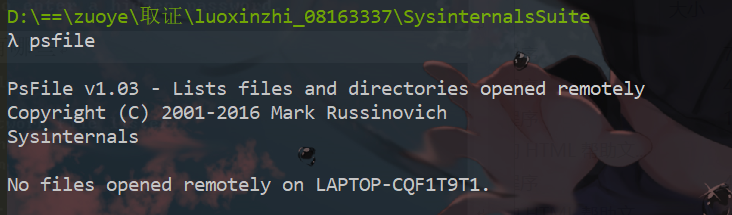 D:\==\zuoye\取证\luoxinzhi_08163337\SysinternalsSuite
λ psfile
PsFile v1.03 - Lists files and directories opened remotely
Copyright (C) 2001-2016 Mark Russinovich
Sysinternals
No files opened remotely on LAPTOP-CQF1T9T1.